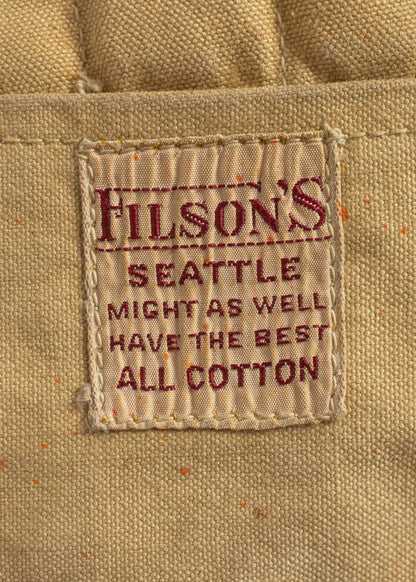 FILSON'S
SEATTLE
MIGHT AS WELL
HAVE THE BEST
ALL COTTON